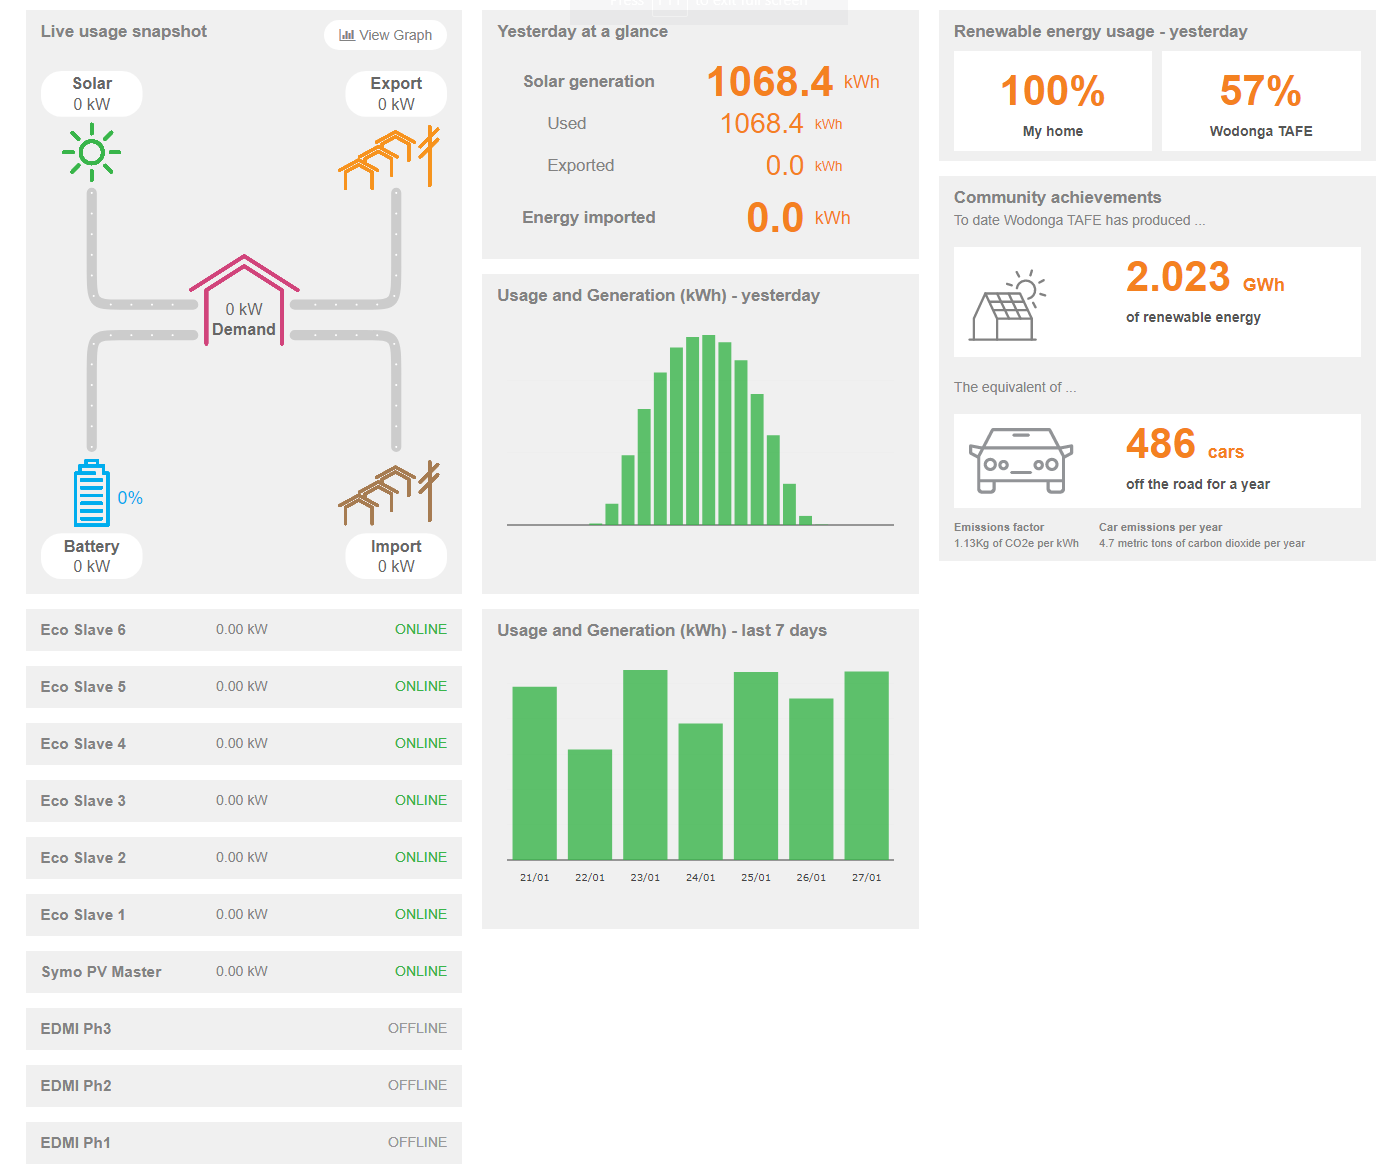 Live usage snapshot
View Graph
Solar
0 kW
Export
0 kW
0 kW
Demand
0%
Battery
0 kW
Import
0 kW
Eco Slave 6 0.00 kW ONLINE
Eco Slave 5 0.00 kW ONLINE
Eco Slave 4 0.00 kW ONLINE
Eco Slave 3 0.00 kW ONLINE
Eco Slave 2 0.00 kW ONLINE
Eco Slave 1 0.00 kW ONLINE
Symo PV Master 0.00 kW ONLINE
EDMI Ph3 OFFLINE
EDMI Ph2 OFFLINE
EDMI Ph1 OFFLINE
Yesterday at a glance
Solar generation 1068.4 kWh
Used 1068.4 kWh
Exported 0.0 kWh
Energy imported 0.0 kWh
Usage and Generation (kWh) - yesterday
Usage and Generation (kWh) - last 7 days
21/01 22/01 23/01 24/01 25/01 26/01 27/01
Renewable energy usage - yesterday
100%
My home
57%
Wodonga TAFE
Community achievements
To date Wodonga TAFE has produced ...
2.023 GWh
of renewable energy
The equivalent of ...
486 cars
off the road for a year
Emissions factor
1.13Kg of CO2e per kWh
Car emissions per year
4.7 metric tons of carbon dioxide per year